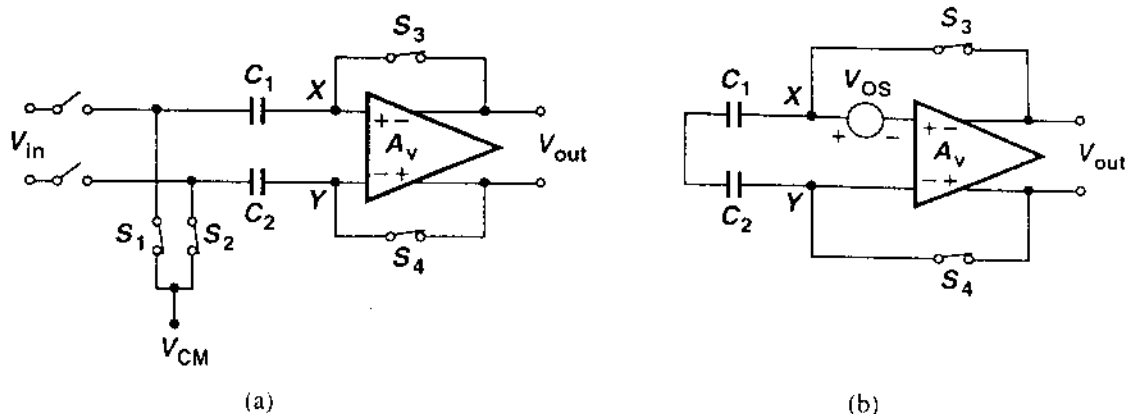 S3
C1
X
Vin
+ −
Av
− +
Vout
C2
Y
S1
S2
S4
VCM
(a)
S3
C1
X
VOS
+
−
+ −
Av
− +
Vout
C2
Y
S4
(b)